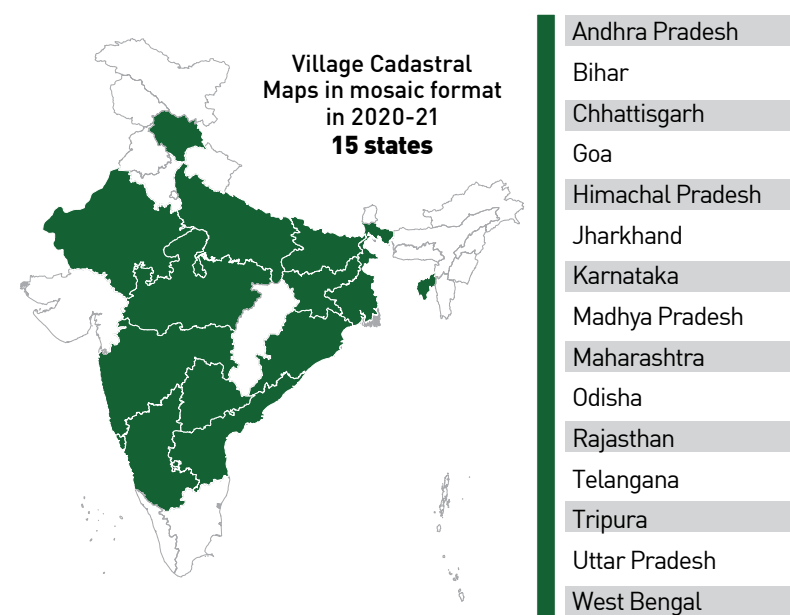 Village Cadastral
Maps in mosaic format
in 2020-21
15 states
Andhra Pradesh
Bihar
Chhattisgarh
Goa
Himachal Pradesh
Jharkhand
Karnataka
Madhya Pradesh
Maharashtra
Odisha
Rajasthan
Telangana
Tripura
Uttar Pradesh
West Bengal